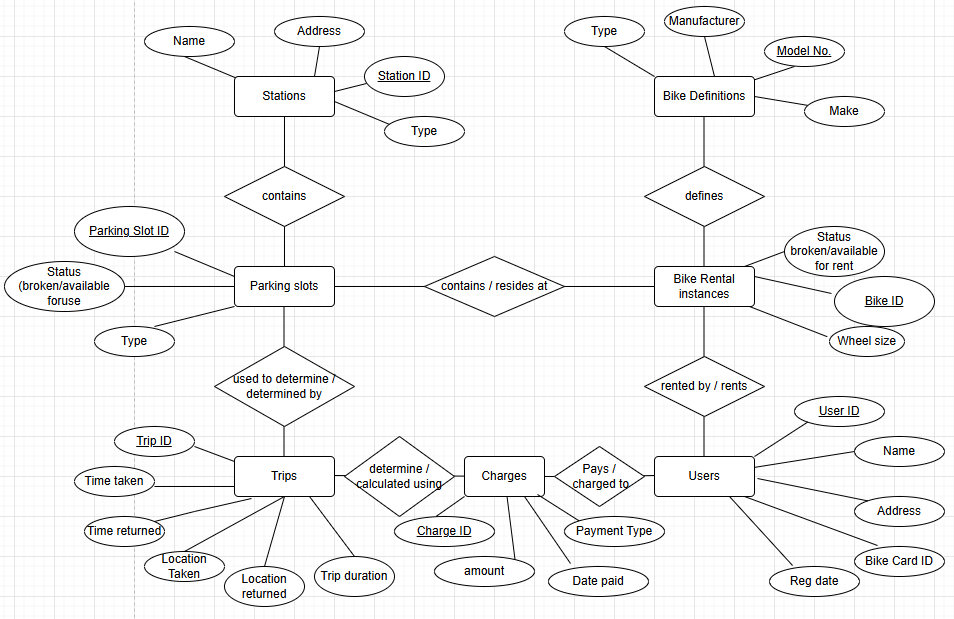 Name
Address
Station ID
Type
Stations
Type
Manufacturer
Model No.
Make
Bike Definitions
contains
defines
Parking Slot ID
Status
(broken/available
foruse
Type
Parking slots
contains / resides at
Bike Rental
instances
Status
broken/available
for rent
Bike ID
Wheel size
used to determine /
determined by
rented by / rents
Trip ID
Time taken
Time returned
Location
Taken
Location
returned
Trip duration
Trips
determine /
calculated using
Charges
Charge ID
amount
Date paid
Payment Type
Pays /
charged to
Users
User ID
Name
Address
Bike Card ID
Reg date